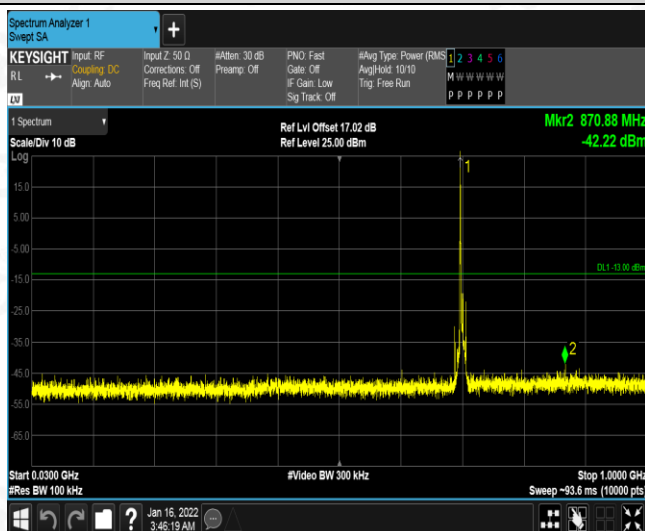 Spectrum Analyzer 1
Swept SA
+
KEYSIGHT
RL
LXI
Input: RF
Coupling: DC
Align: Auto
Input Z: 50 Ω
Corrections: Off
Freq Ref: Int (S)
#Atten: 30 dB
Preamp: Off
PNO: Fast
Gate: Off
IF Gain: Low
Sig Track: Off
#Avg Type: Power (RMS
Avg|Hold: 10/10
Trig: Free Run
1 2 3 4 5 6
M W W W W W
P P P P P P
1 Spectrum
Scale/Div 10 dB
Log
Ref Lvl Offset 17.02 dB
Ref Level 25.00 dBm
Mkr2 870.88 MHz
-42.22 dBm
1
15.0
5.00
-5.00
DL1 -13.00 dBm
-15.0
-25.0
-35.0
2
-45.0
-55.0
-65.0
Start 0.0300 GHz
#Res BW 100 kHz
#Video BW 300 kHz
Stop 1.0000 GHz
Sweep ~93.6 ms (10000 pts)
?
Jan 16, 2022
3:46:19 AM